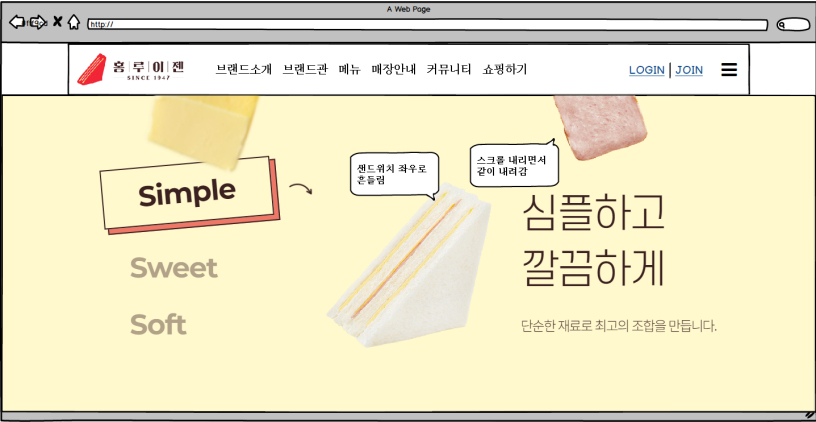 A Web Page
http://
홈루이젠
SINCE 1947
브랜드소개 브랜드관 메뉴 매장안내 커뮤니티 쇼핑하기
LOGIN | JOIN
샌드위치 좌우로
흔들림
스크롤 내리면서
같이 내려감
Simple
Sweet
Soft
심플하고
깔끔하게
단순한 재료로 최고의 조합을 만듭니다.